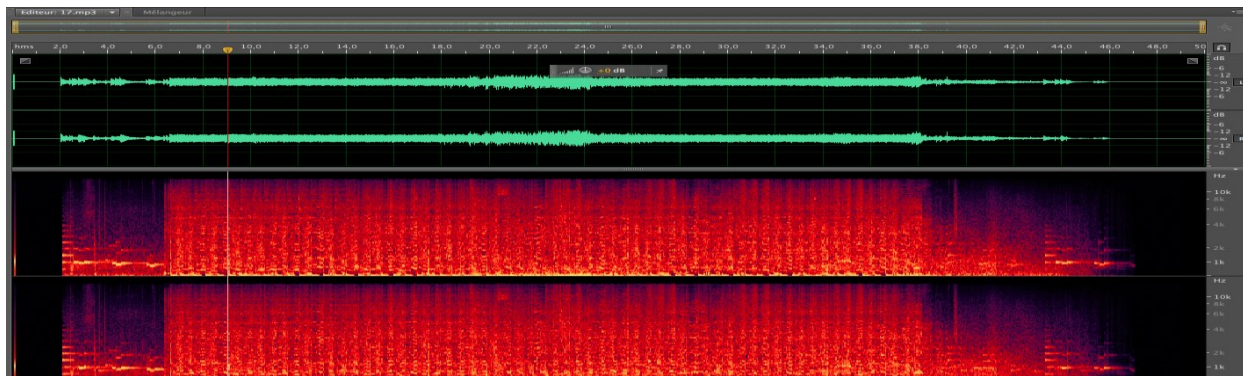 Editeur: 17.mp3 Mélangeur
hms 2.0 4.0 6.0 8.0 10.0 12.0 14.0 16.0 18.0 20.0 22.0 24.0 26.0 28.0 30.0 32.0 34.0 36.0 38.0 40.0 42.0 44.0 46.0 48.0 50
dB
+0 dB
-6
-12
-∞ L
-12
-6
dB
-6
-12
-∞ R
-12
-6
Hz
10k
8k
6k
4k
2k
1k
Hz
10k
8k
6k
4k
2k
1k